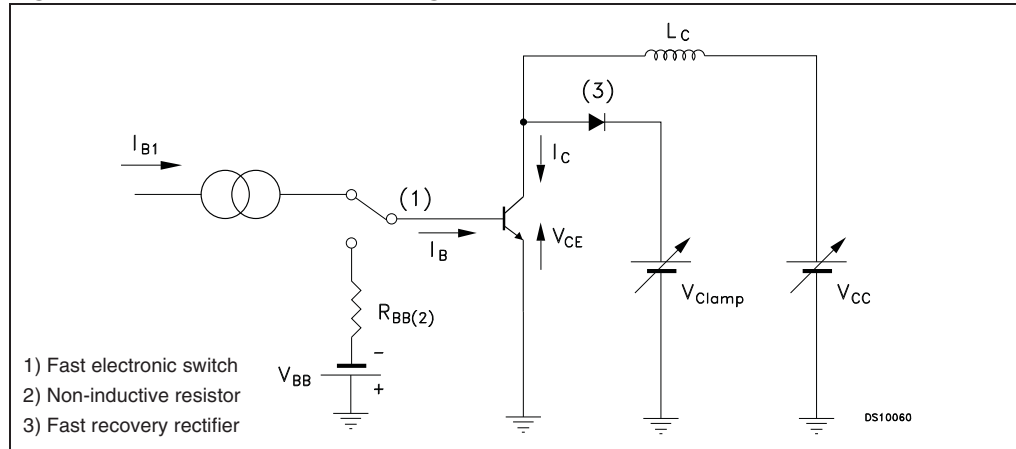 L_C
(3)
I_B1
I_C
(1)
I_B
V_CE
V_Clamp
V_CC
R_BB(2)
−
V_BB
+
1) Fast electronic switch
2) Non-inductive resistor
3) Fast recovery rectifier
DS10060